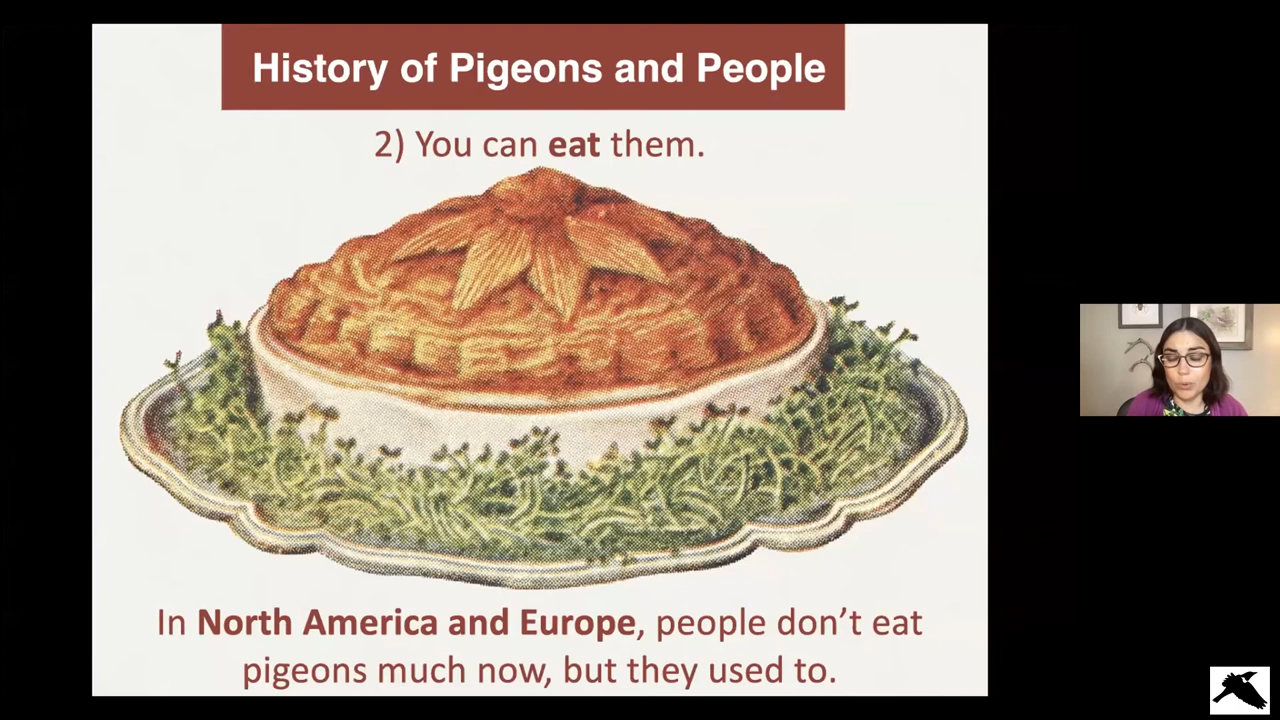 History of Pigeons and People
2) You can eat them.
In North America and Europe, people don’t eat
pigeons much now, but they used to.